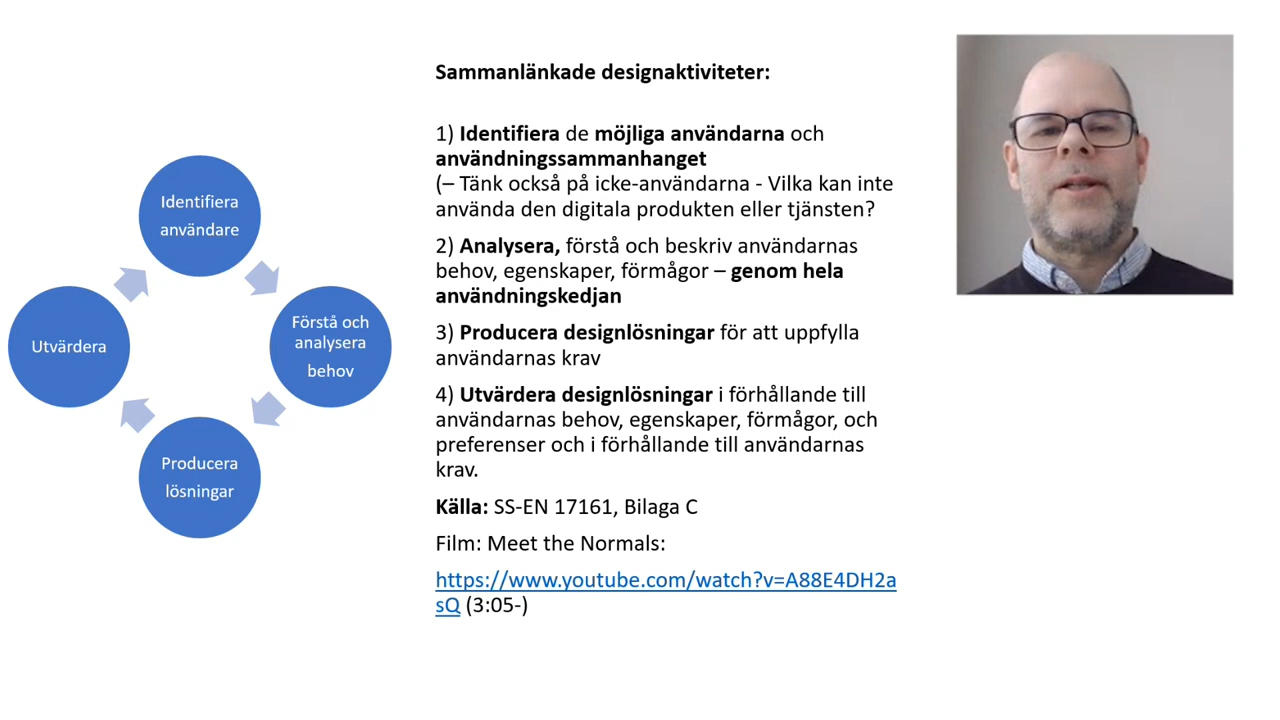 Sammanlänkade designaktiviteter:
1) Identifiera de möjliga användarna och
användningssammanhanget
(– Tänk också på icke-användarna - Vilka kan inte
använda den digitala produkten eller tjänsten?
2) Analysera, förstå och beskriv användarnas
behov, egenskaper, förmågor – genom hela
användningskedjan
3) Producera designlösningar för att uppfylla
användarnas krav
4) Utvärdera designlösningar i förhållande till
användarnas behov, egenskaper, förmågor, och
preferenser och i förhållande till användarnas
krav.
Källa: SS-EN 17161, Bilaga C
Film: Meet the Normals:
https://www.youtube.com/watch?v=A88E4DH2a
sQ (3:05-)
Identifiera
användare
Förstå och
analysera
behov
Producera
lösningar
Utvärdera